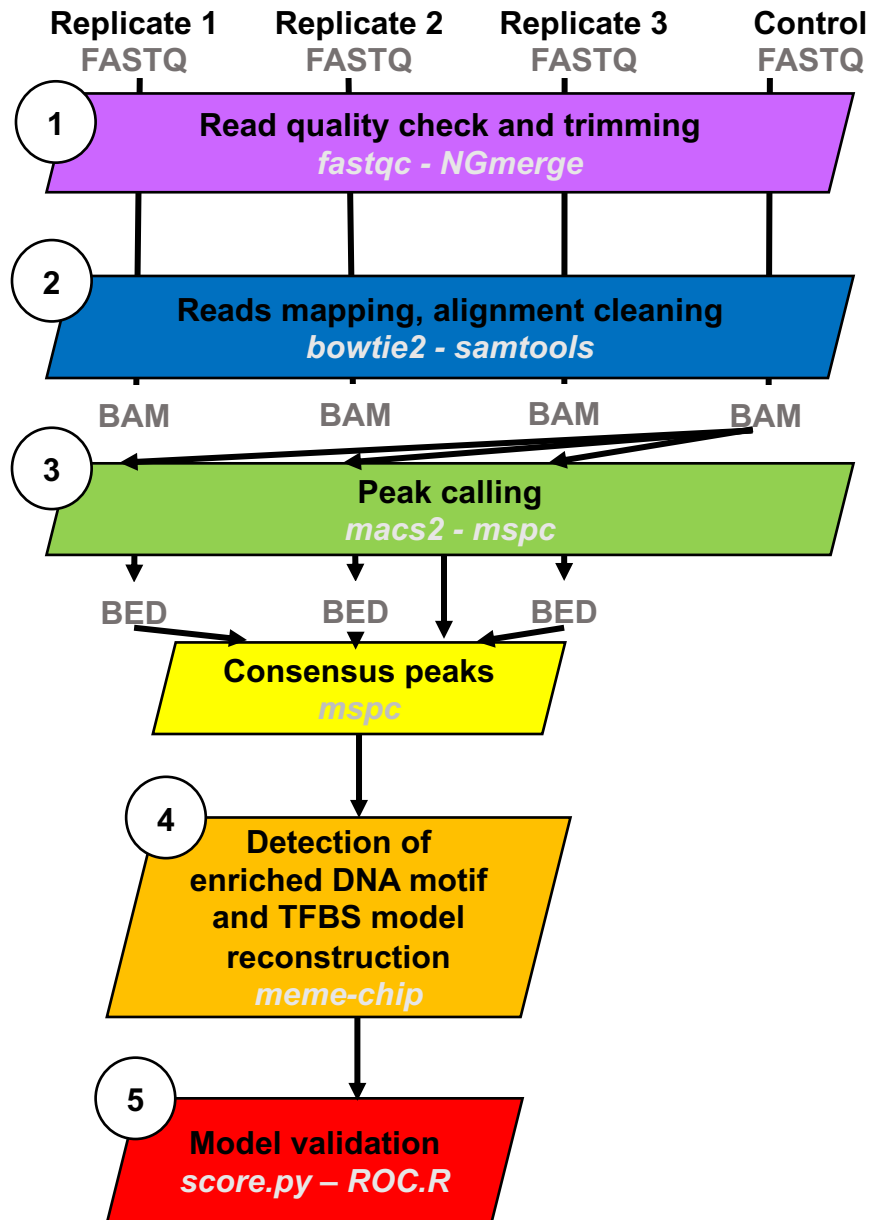 Replicate 1 Replicate 2 Replicate 3 Control
FASTQ FASTQ FASTQ FASTQ
1
Read quality check and trimming
fastqc - NGmerge
2
Reads mapping, alignment cleaning
bowtie2 - samtools
BAM BAM BAM BAM
3
Peak calling
macs2 - mspc
BED BED BED
Consensus peaks
mspc
4
Detection of
enriched DNA motif
and TFBS model
reconstruction
meme-chip
5
Model validation
score.py – ROC.R